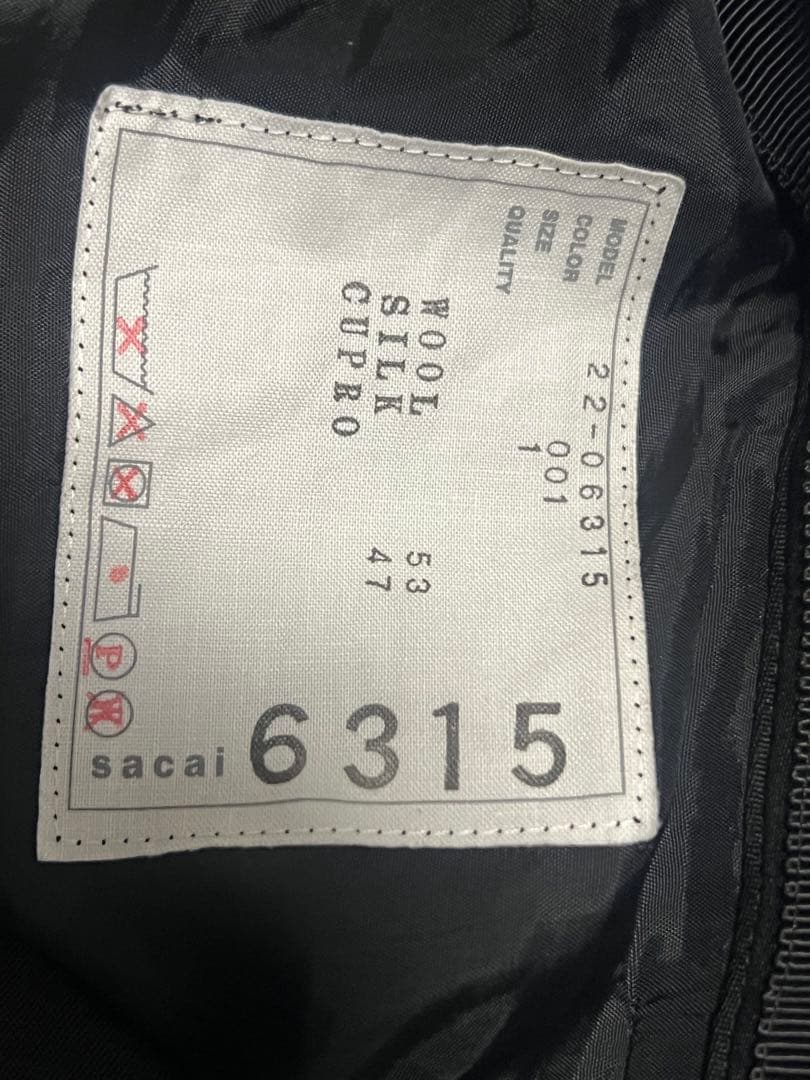 MODEL 22-06315
COLOR 001
SIZE 1
QUALITY
WOOL 53
SILK 47
CUPRO
P W
sacai 6315